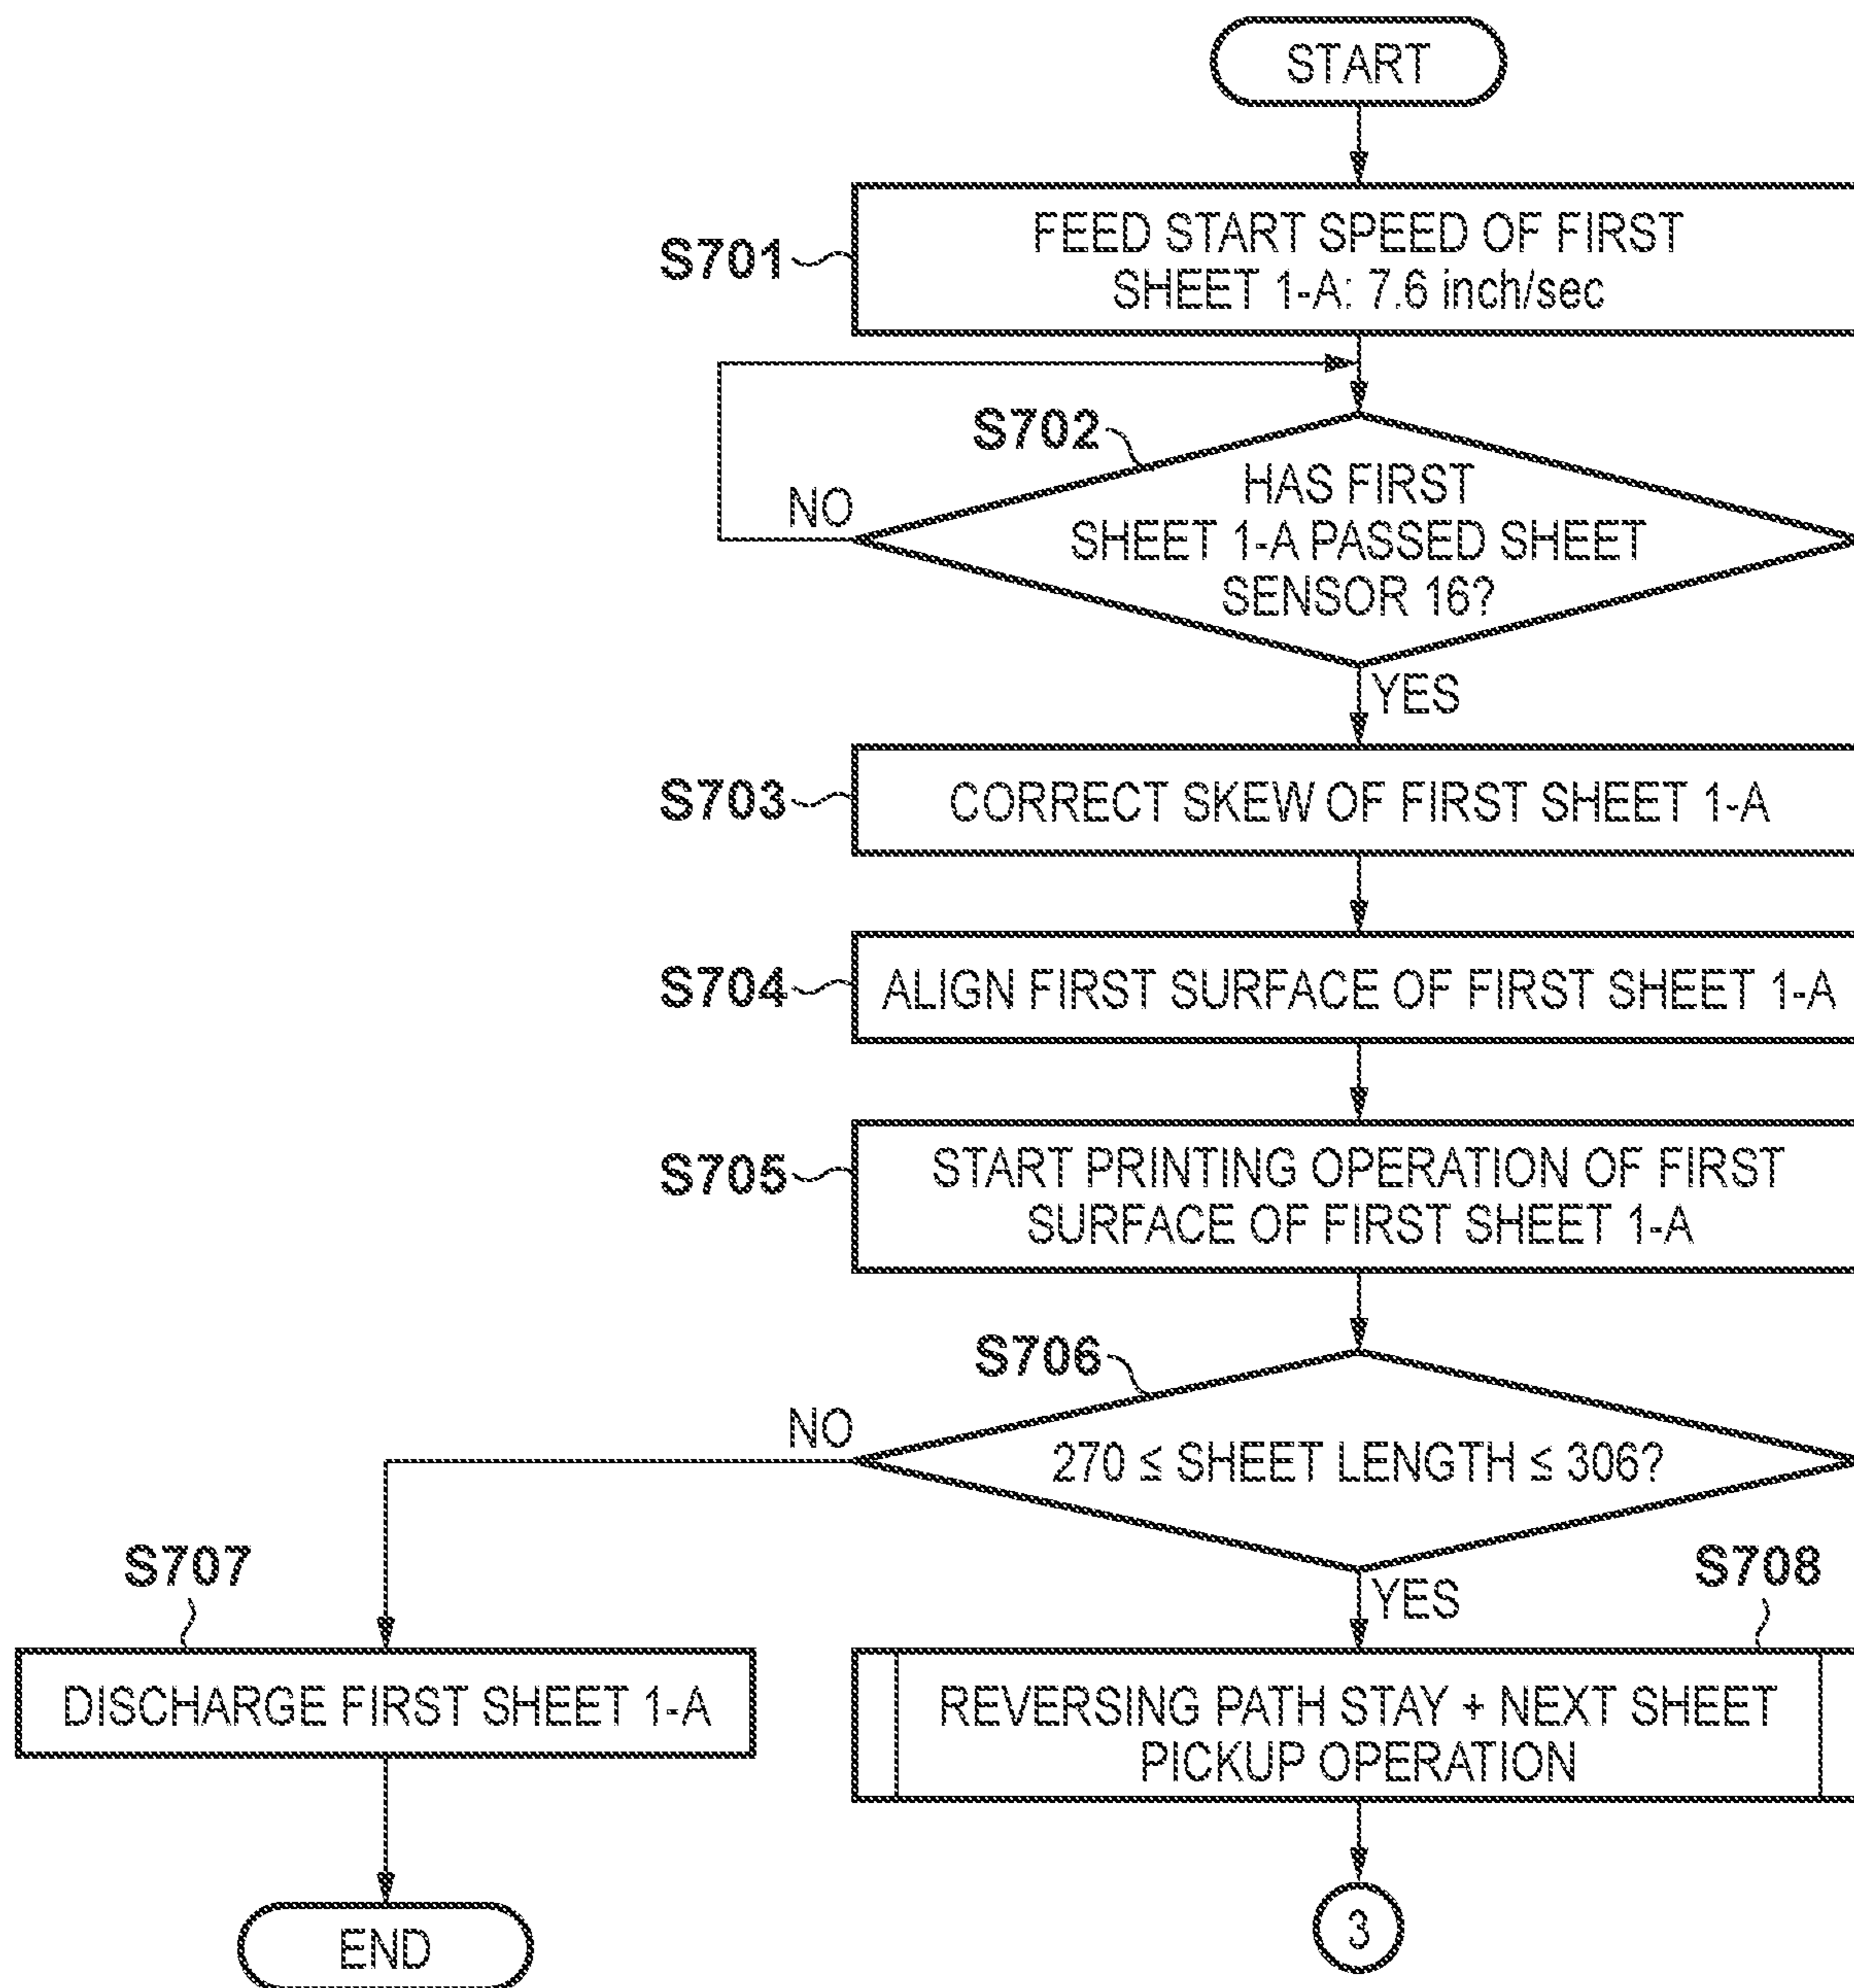 START
S701
FEED START SPEED OF FIRST
SHEET 1-A: 7.6 inch/sec
S702
NO
HAS FIRST
SHEET 1-A PASSED SHEET
SENSOR 16?
YES
S703
CORRECT SKEW OF FIRST SHEET 1-A
S704
ALIGN FIRST SURFACE OF FIRST SHEET 1-A
S705
START PRINTING OPERATION OF FIRST
SURFACE OF FIRST SHEET 1-A
S706
NO
270 ≤ SHEET LENGTH ≤ 306?
YES
S707
DISCHARGE FIRST SHEET 1-A
END
S708
REVERSING PATH STAY + NEXT SHEET
PICKUP OPERATION
3